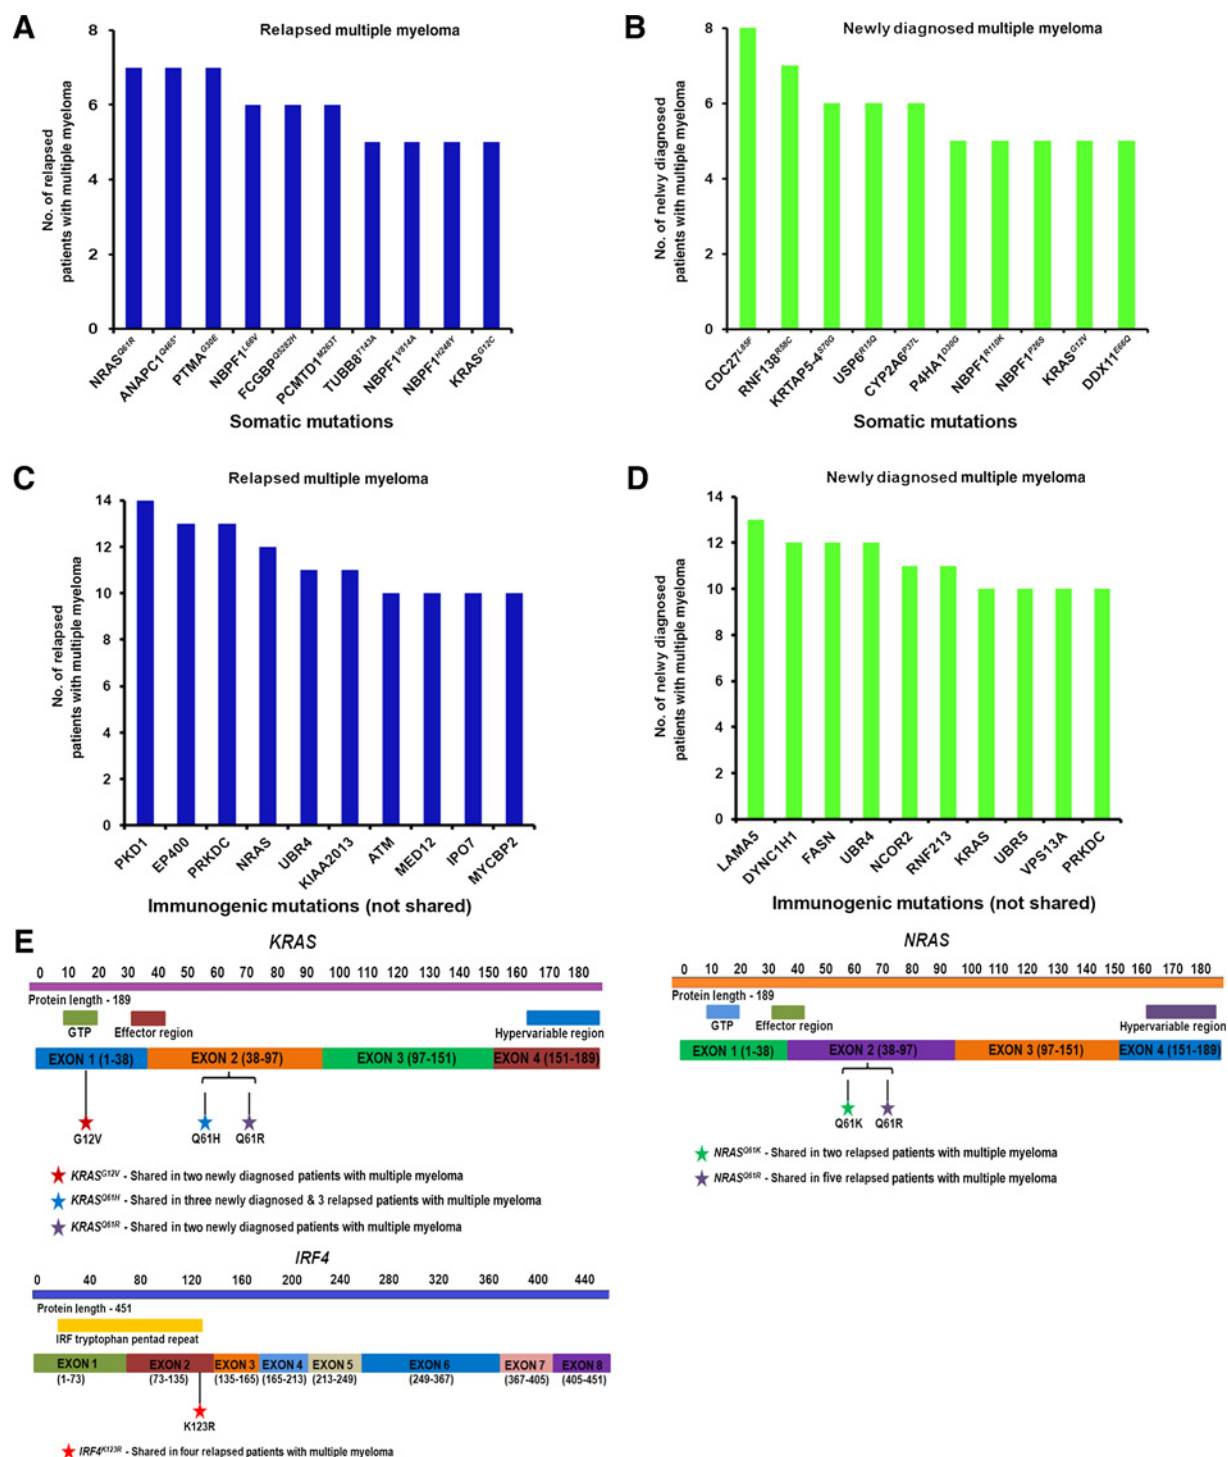 A
Relapsed multiple myeloma
No. of relapsed
patients with multiple myeloma
8
6
4
2
0
NRASQ61R ANAPC1Q465* PTMAG30E NBPF1L66V FCGBPQ5282H PCMTD1M263T TUBB8T143A NBPF1V814A NBPF1H248Y KRASG12C
Somatic mutations
B
Newly diagnosed multiple myeloma
No. of nelwy diagnosed
patients with multiple myeloma
8
6
4
2
0
CDC27L85F RNF138R58C KRTAP5-4S70G USP6R15Q CYP2A6P37L P4HA1D30G NBPF1R110K NBPF1P26S KRASG12V DDX11E66Q
Somatic mutations
C
Relapsed multiple myeloma
No. of relapsed
patients with multiple myeloma
14
12
10
8
6
4
2
0
PKD1 EP400 PRKDC NRAS UBR4 KIAA2013 ATM MED12 IPO7 MYCBP2
Immunogenic mutations (not shared)
D
Newly diagnosed multiple myeloma
No. of nelwy diagnosed
patients with multiple myeloma
14
12
10
8
6
4
2
0
LAMA5 DYNC1H1 FASN UBR4 NCOR2 RNF213 KRAS UBR5 VPS13A PRKDC
Immunogenic mutations (not shared)
E
KRAS
0 10 20 30 40 50 60 70 80 90 100 110 120 130 140 150 160 170 180
Protein length - 189
GTP Effector region Hypervariable region
EXON 1 (1-38) EXON 2 (38-97) EXON 3 (97-151) EXON 4 (151-189)
G12V Q61H Q61R
KRASG12V - Shared in two newly diagnosed patients with multiple myeloma
KRASQ61H - Shared in three newly diagnosed & 3 relapsed patients with multiple myeloma
KRASQ61R - Shared in two newly diagnosed patients with multiple myeloma
NRAS
0 10 20 30 40 50 60 70 80 90 100 110 120 130 140 150 160 170 180
Protein length - 189
GTP Effector region Hypervariable region
EXON 1 (1-38) EXON 2 (38-97) EXON 3 (97-151) EXON 4 (151-189)
Q61K Q61R
NRASQ61K - Shared in two relapsed patients with multiple myeloma
NRASQ61R - Shared in five relapsed patients with multiple myeloma
IRF4
0 40 80 120 160 200 240 280 320 360 400 440
Protein length - 451
IRF tryptophan pentad repeat
EXON 1 EXON 2 EXON 3 EXON 4 EXON 5 EXON 6 EXON 7 EXON 8
(1-73) (73-135) (135-165) (165-213) (213-249) (249-367) (367-405) (405-451)
K123R
IRF4K123R - Shared in four relapsed patients with multiple myeloma